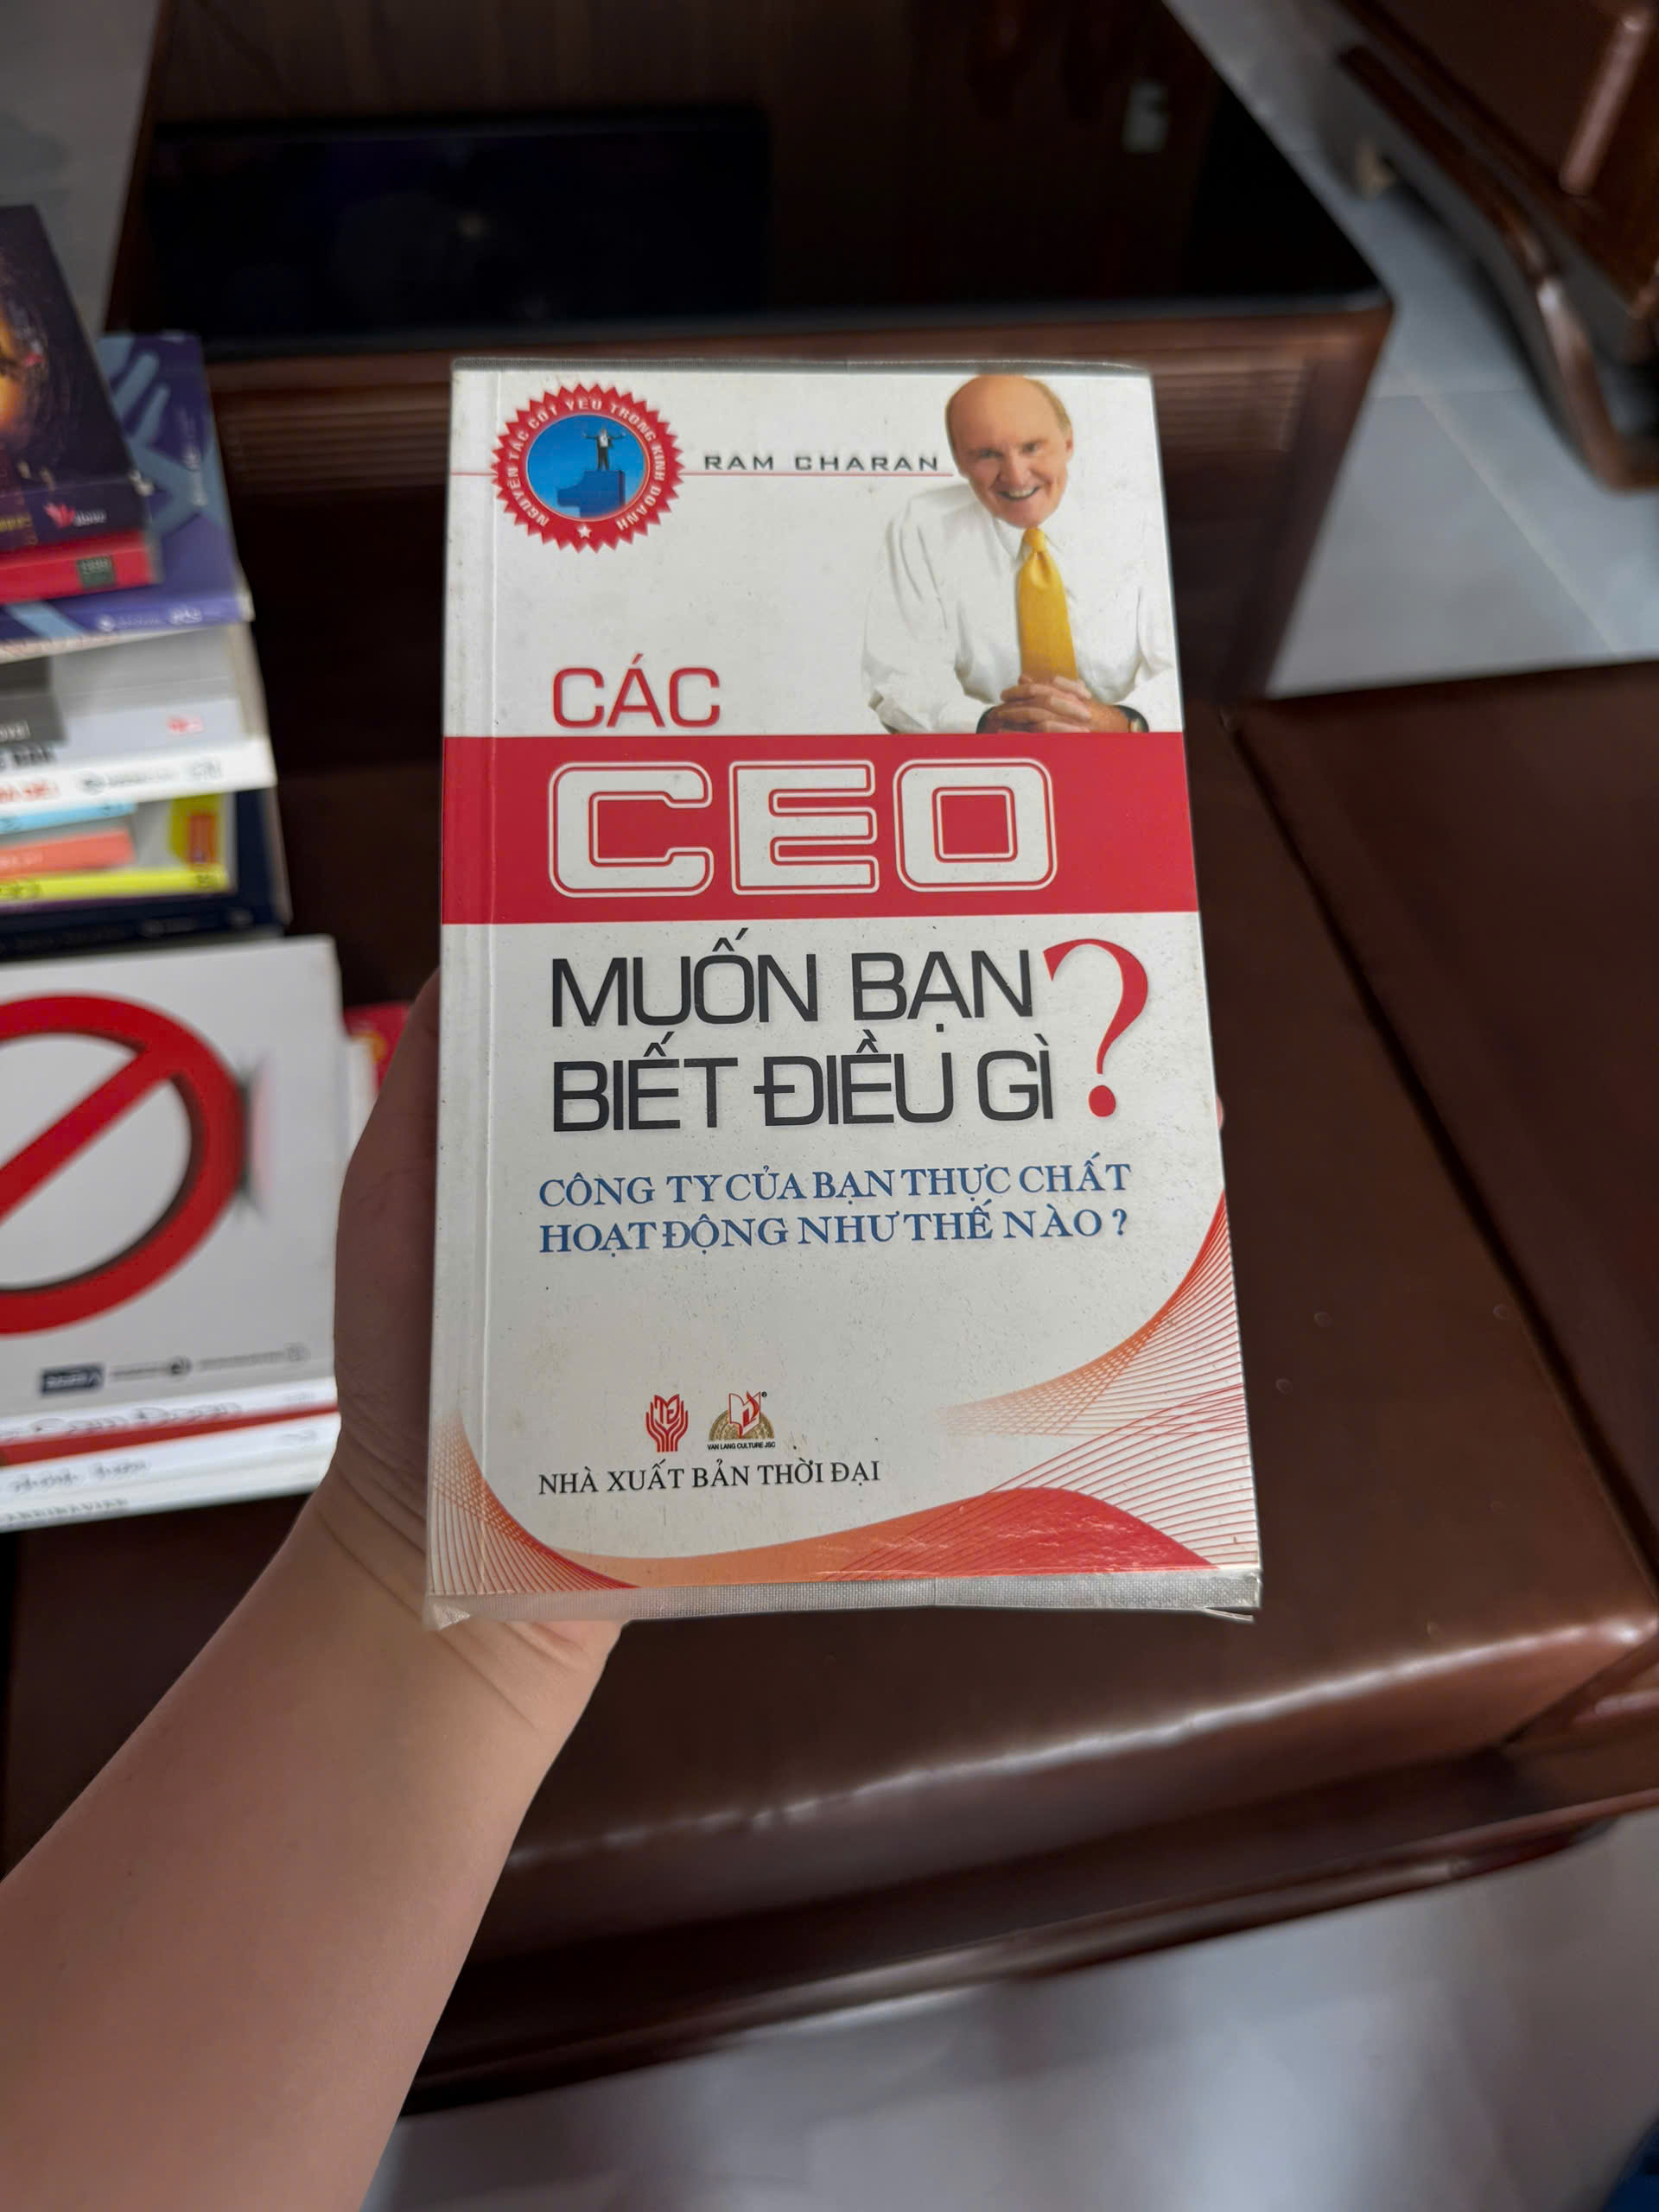 NGUYÊN TẮC CỐT YẾU TRONG KINH DOANH
RAM CHARAN
CÁC
CEO
MUỐN BẠN
BIẾT ĐIỀU GÌ?
CÔNG TY CỦA BẠN THỰC CHẤT
HOẠT ĐỘNG NHƯ THẾ NÀO?
VAN LANG CULTURE JSC
NHÀ XUẤT BẢN THỜI ĐẠI